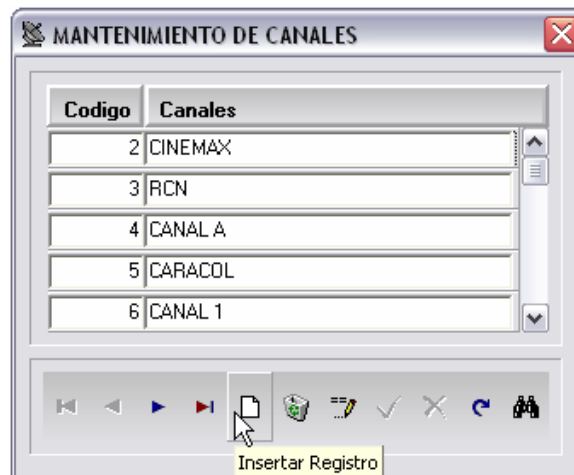 MANTENIMIENTO DE CANALES
Codigo Canales
2 CINEMAX
3 RCN
4 CANAL A
5 CARACOL
6 CANAL 1
Insertar Registro